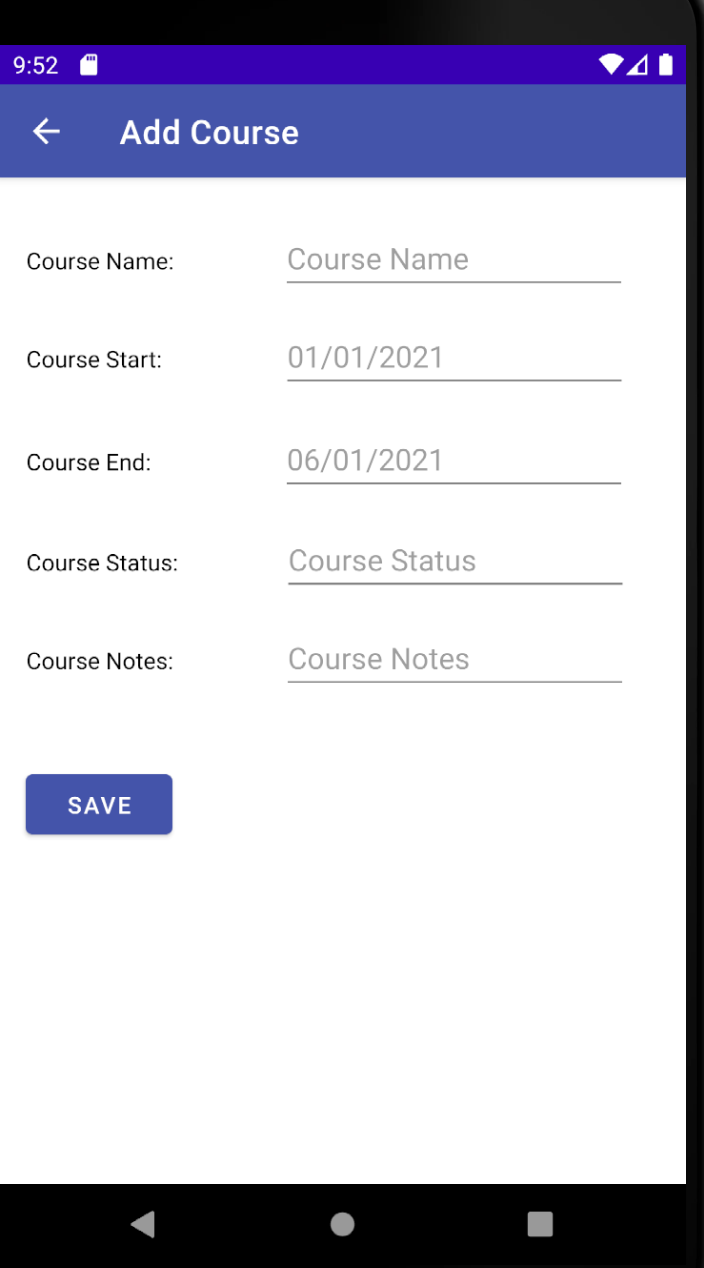 9:52
Add Course
Course Name: Course Name
Course Start: 01/01/2021
Course End: 06/01/2021
Course Status: Course Status
Course Notes: Course Notes
SAVE